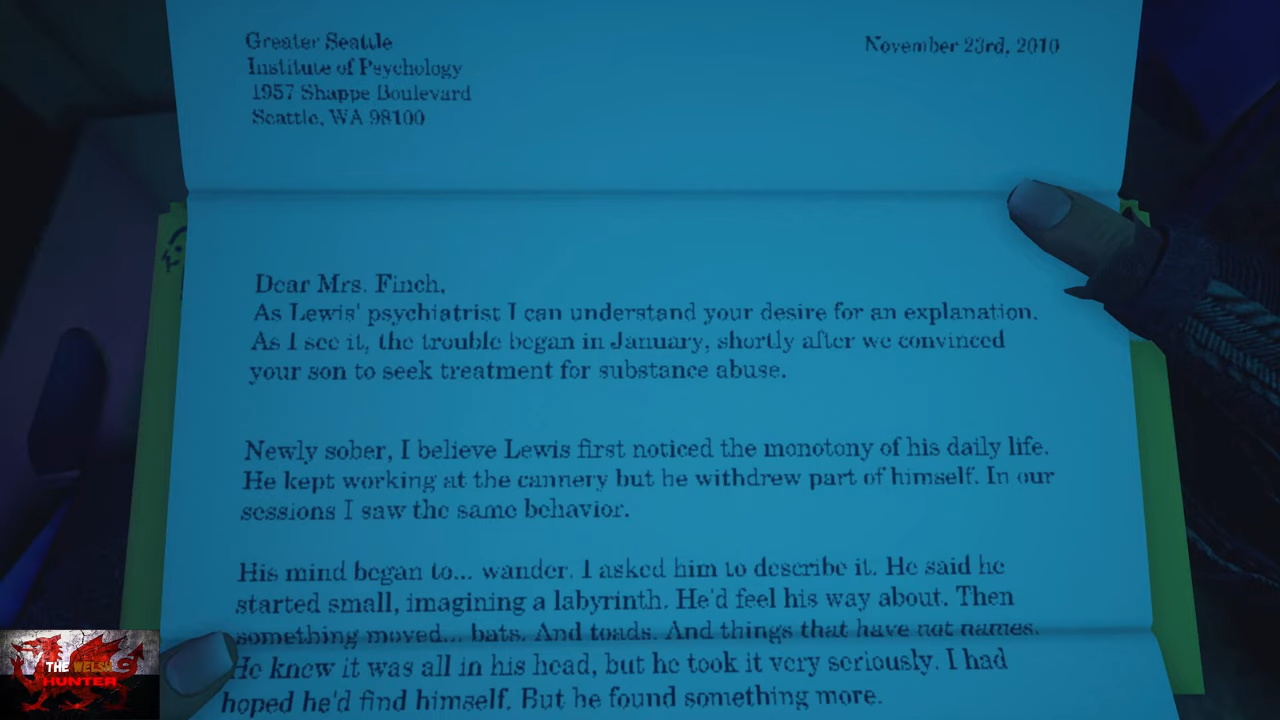 Greater Seattle
November 23rd, 2010
Institute of Psychology
1957 Shappe Boulevard
Seattle, WA 98100
Dear Mrs. Finch,
As Lewis' psychiatrist I can understand your desire for an explanation.
As I see it, the trouble began in January, shortly after we convinced
your son to seek treatment for substance abuse.
Newly sober, I believe Lewis first noticed the monotony of his daily life.
He kept working at the cannery but he withdrew part of himself. In our
sessions I saw the same behavior.
His mind began to... wander. I asked him to describe it. He said he
started small, imagining a labyrinth. He'd feel his way about. Then
something moved... bats. And toads. And things that have not names.
He knew it was all in his head, but he took it very seriously. I had
hoped he'd find himself. But he found something more.
THE WELSH
HUNTER